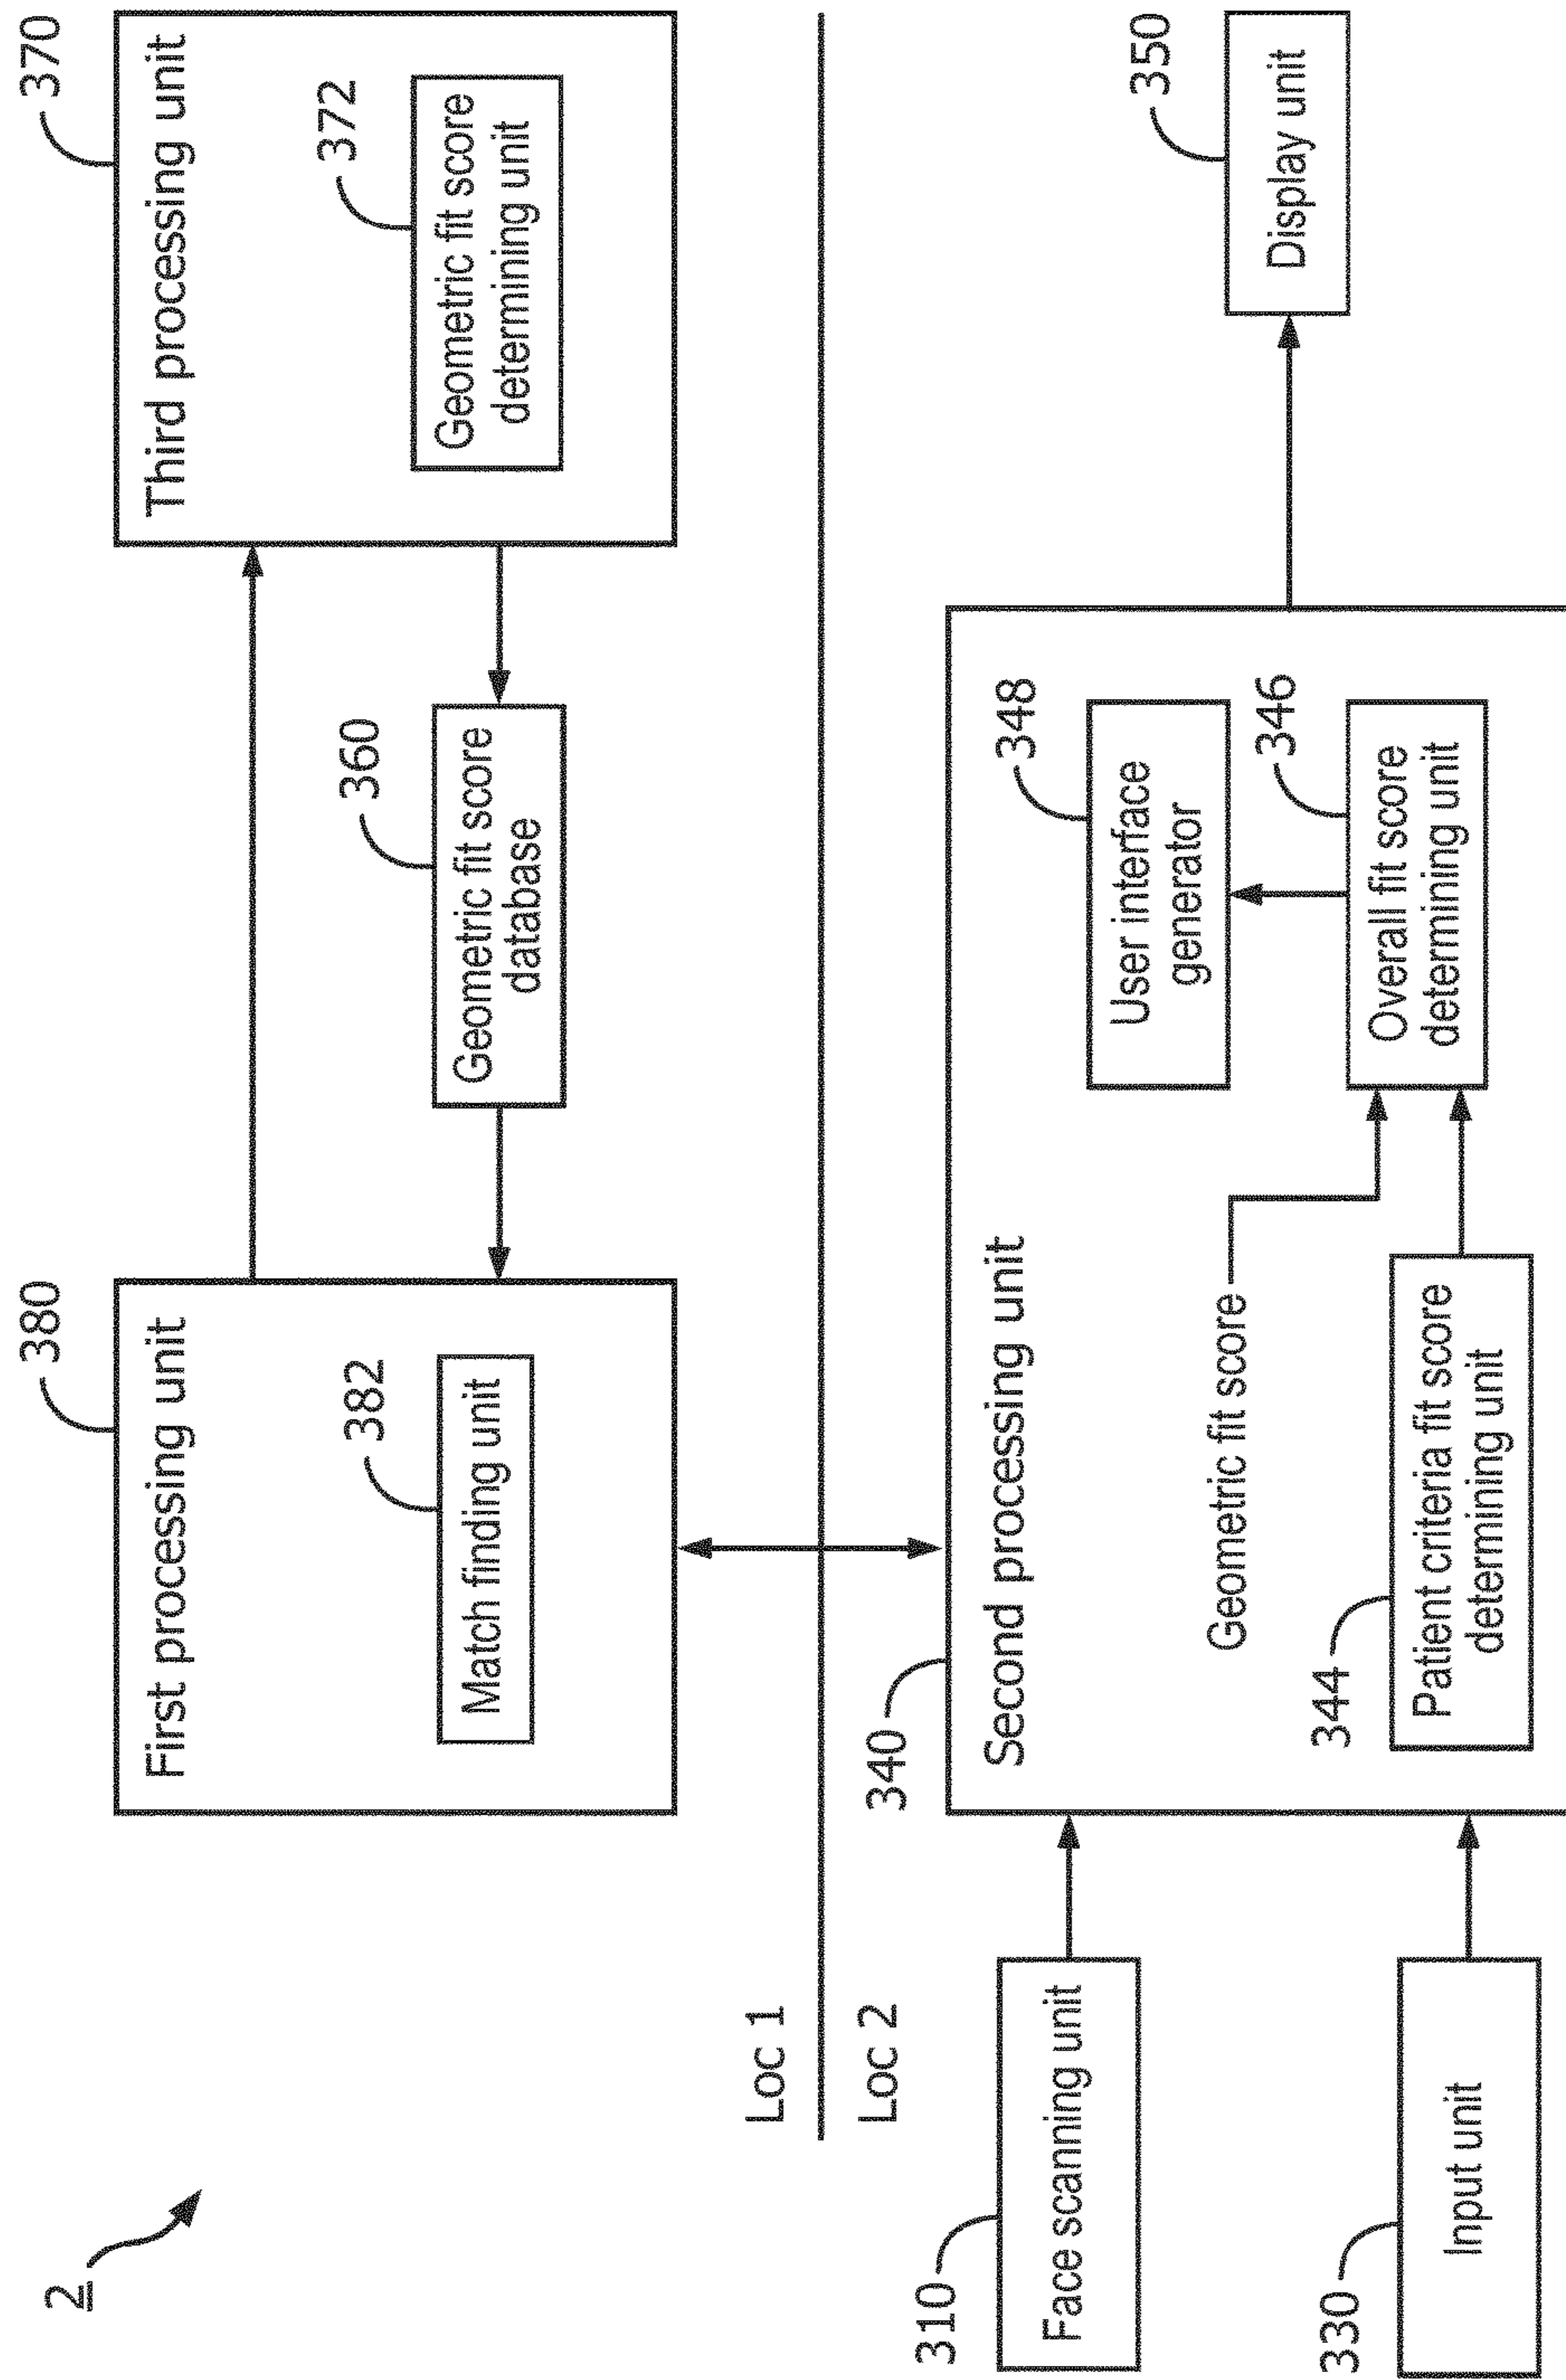 2
380
First processing unit
382
Match finding unit
360
Geometric fit score
database
370
Third processing unit
372
Geometric fit score
determining unit
Loc 1
Loc 2
310
Face scanning unit
330
Input unit
340
Second processing unit
Geometric fit score
344
Patient criteria fit score
determining unit
348
User interface
generator
346
Overall fit score
determining unit
350
Display unit